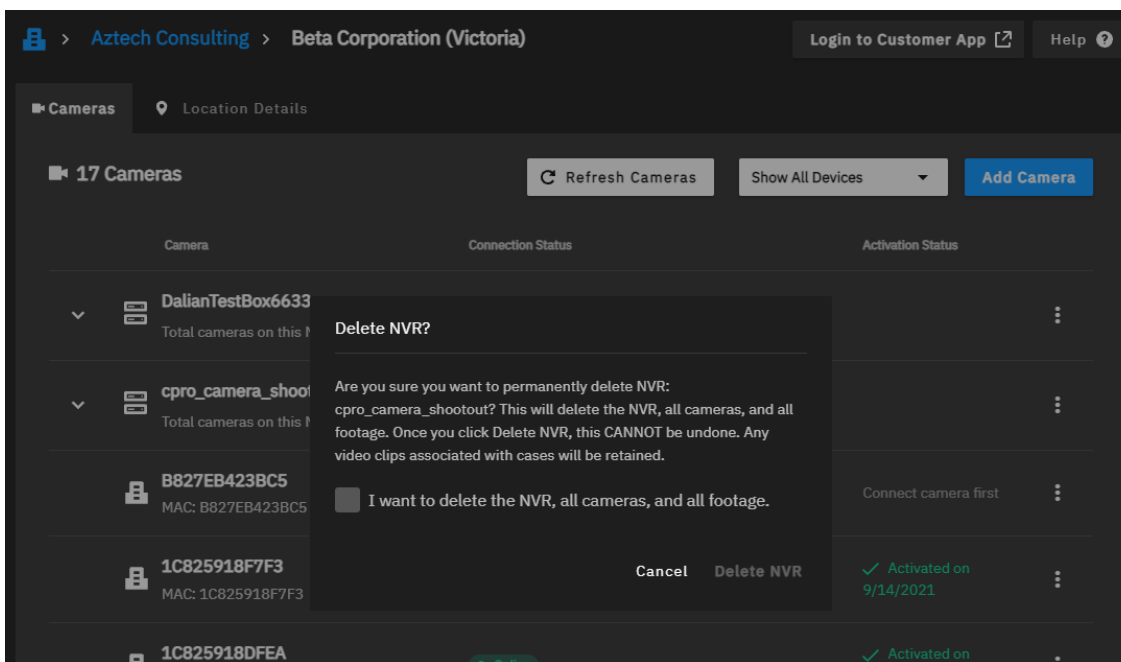 Aztech Consulting > Beta Corporation (Victoria)
Login to Customer App
Help ?
Cameras
Location Details
17 Cameras
Refresh Cameras
Show All Devices
Add Camera
Camera
Connection Status
Activation Status
DalianTestBox6633
Total cameras on this
cpro_camera_shoot
Total cameras on this
B827EB423BC5
MAC: B827EB423BC5
Connect camera first
1C825918F7F3
MAC: 1C825918F7F3
Activated on
9/14/2021
1C825918DFEA
Activated on
Delete NVR?
Are you sure you want to permanently delete NVR:
cpro_camera_shootout? This will delete the NVR, all cameras, and all
footage. Once you click Delete NVR, this CANNOT be undone. Any
video clips associated with cases will be retained.
I want to delete the NVR, all cameras, and all footage.
Cancel
Delete NVR